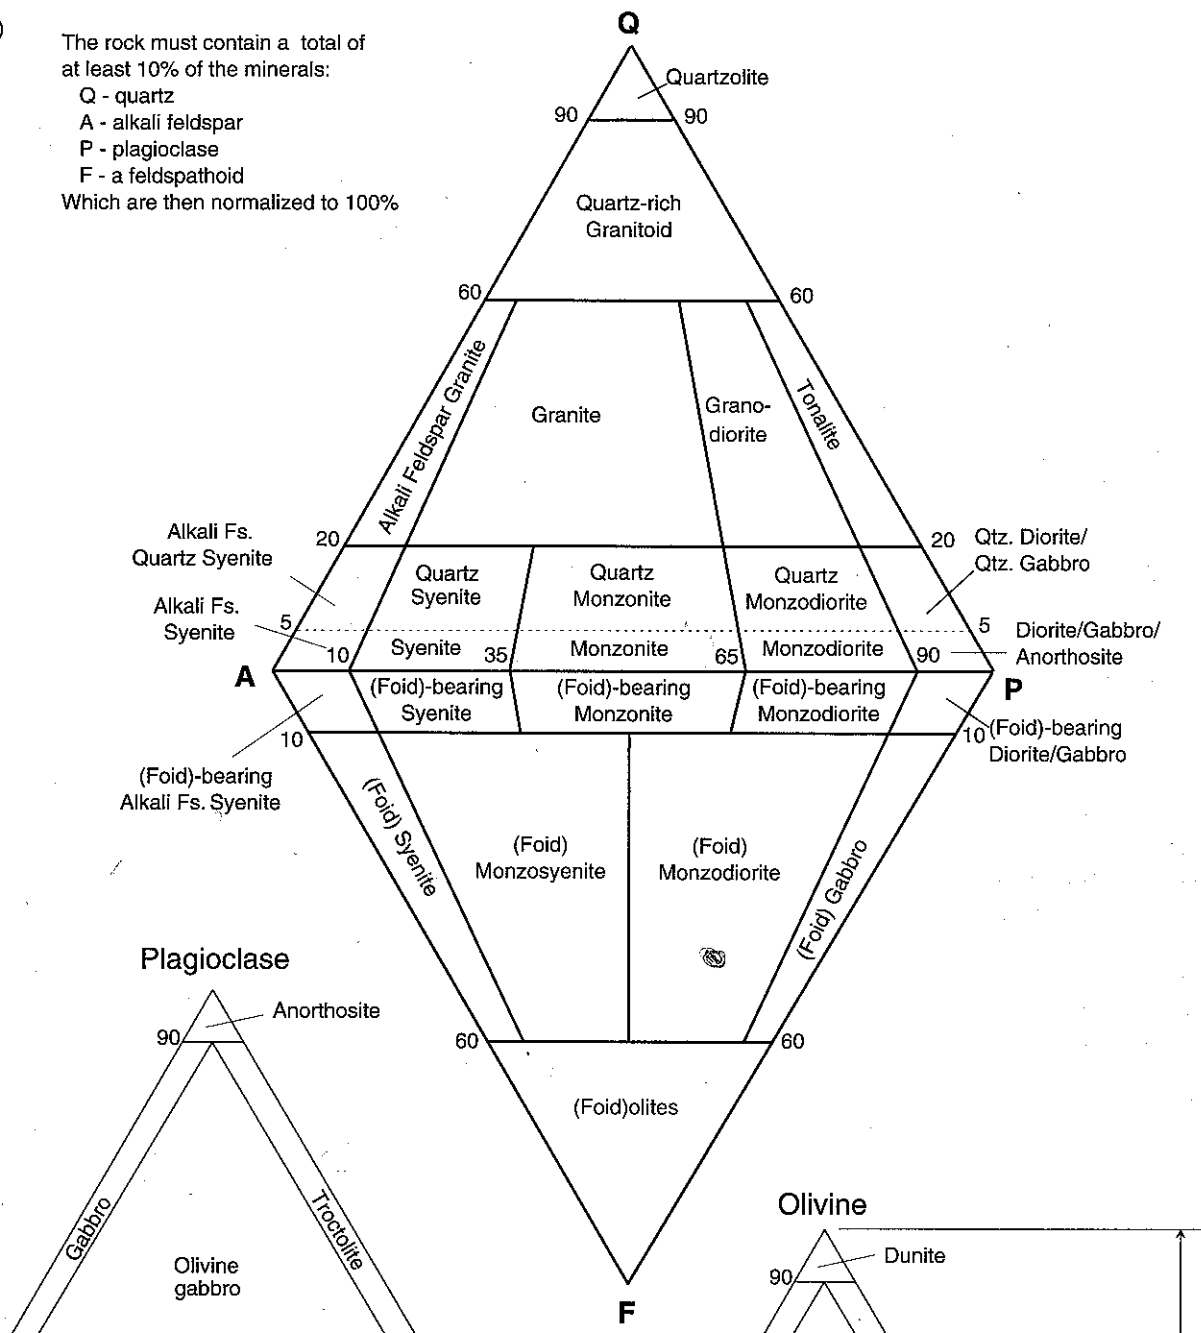 )
The rock must contain a total of
at least 10% of the minerals:
Q - quartz
A - alkali feldspar
P - plagioclase
F - a feldspathoid
Which are then normalized to 100%
Q
Quartzolite
90
90
Quartz-rich
Granitoid
60
60
Alkali Feldspar Granite
Granite
Grano-
diorite
Tonalite
Alkali Fs.
Quartz Syenite
20
20
Qtz. Diorite/
Qtz. Gabbro
Quartz
Syenite
Quartz
Monzonite
Quartz
Monzodiorite
Alkali Fs.
Syenite
5
5
Diorite/Gabbro/
Anorthosite
A
10
Syenite
35
Monzonite
65
Monzodiorite
90
P
(Foid)-bearing
Syenite
(Foid)-bearing
Monzonite
(Foid)-bearing
Monzodiorite
10
10
(Foid)-bearing
Diorite/Gabbro
(Foid)-bearing
Alkali Fs. Syenite
(Foid) Syenite
(Foid)
Monzosyenite
(Foid)
Monzodiorite
(Foid) Gabbro
60
60
(Foid)olites
F
Plagioclase
Anorthosite
90
Gabbro
Troctolite
Olivine
gabbro
Olivine
Dunite
90